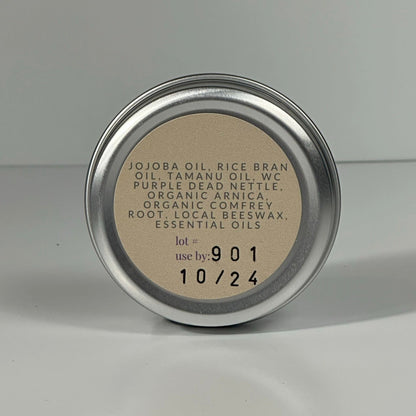 JOJOBA OIL, RICE BRAN
OIL, TAMANU OIL, WC
PURPLE DEAD NETTLE,
ORGANIC ARNICA,
ORGANIC COMFREY
ROOT, LOCAL BEESWAX,
ESSENTIAL OILS
lot #
use by: 901
10/24